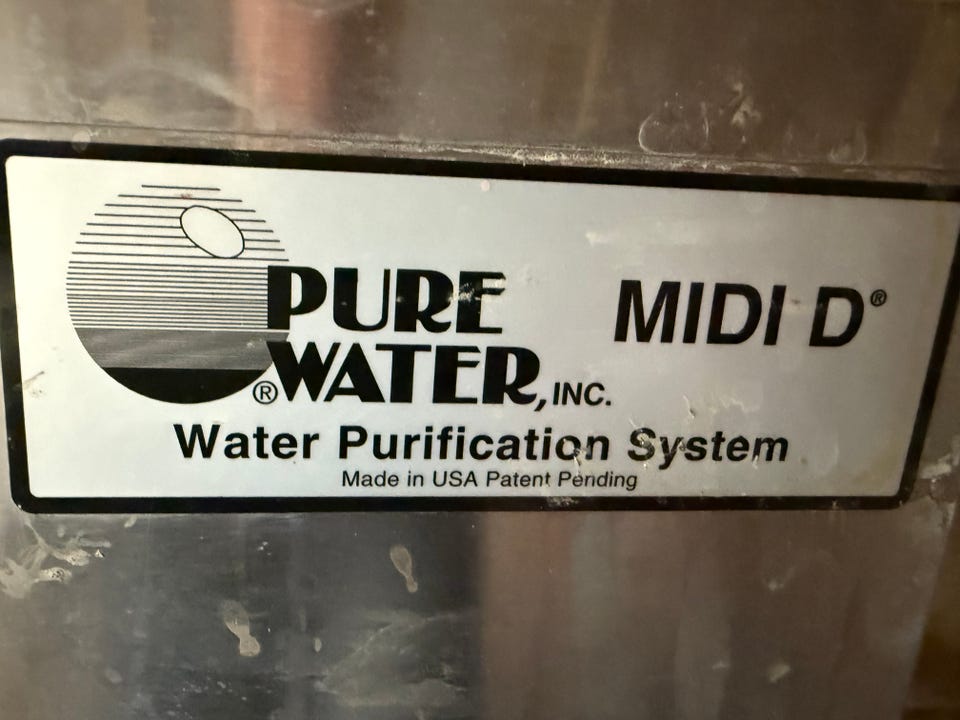 PURE
®WATER, INC.
MIDI D®
Water Purification System
Made in USA Patent Pending